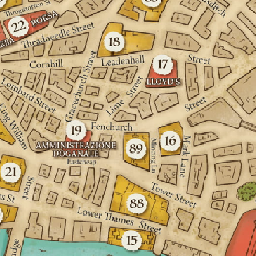 Threadneedle Street
22
BORSE
18
Cornhill
Leadenhall
Street
17
LLOYD'S
Lombard Street
Gracechurch Street
Lime Street
Street
19
Fenchurch
AMMINISTRAZIONE
DOGANALE
89
16
Mark Lane
21
Tower Street
88
Lower Thames Street
15